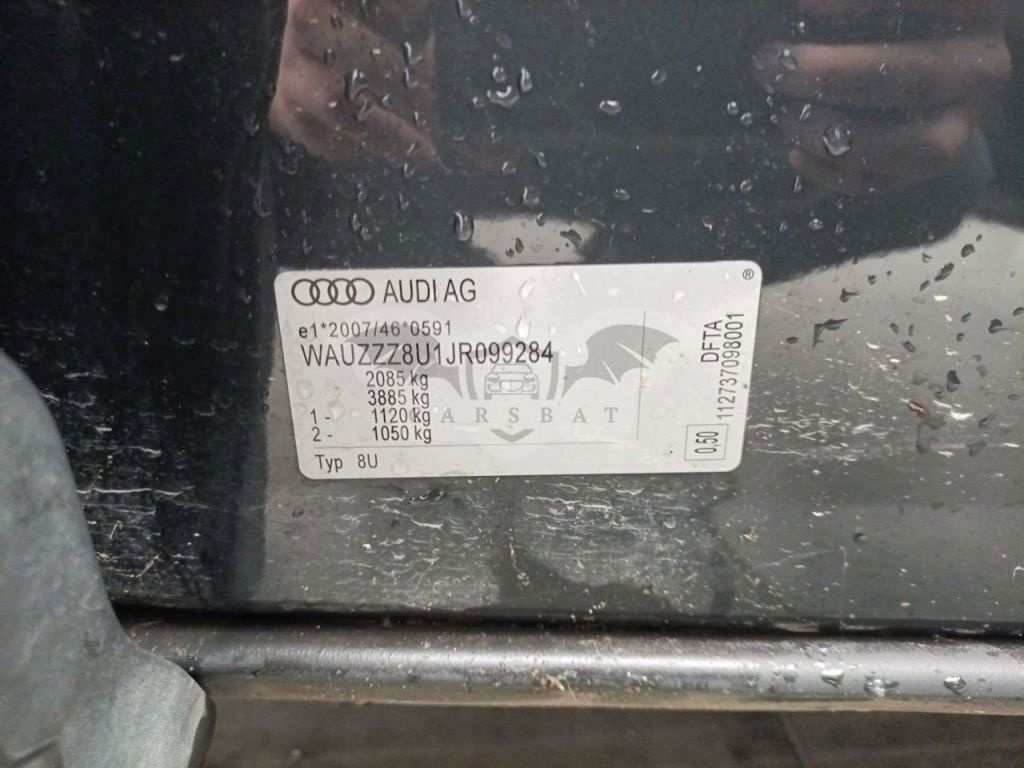 AUDI AG
®
e1*2007/46*0591
WAUZZZ8U1JR099284
2085 kg
3885 kg
1- 1120 kg
2- 1050 kg
Typ 8U
DFTA
112737098001
0,50
CARSBAT